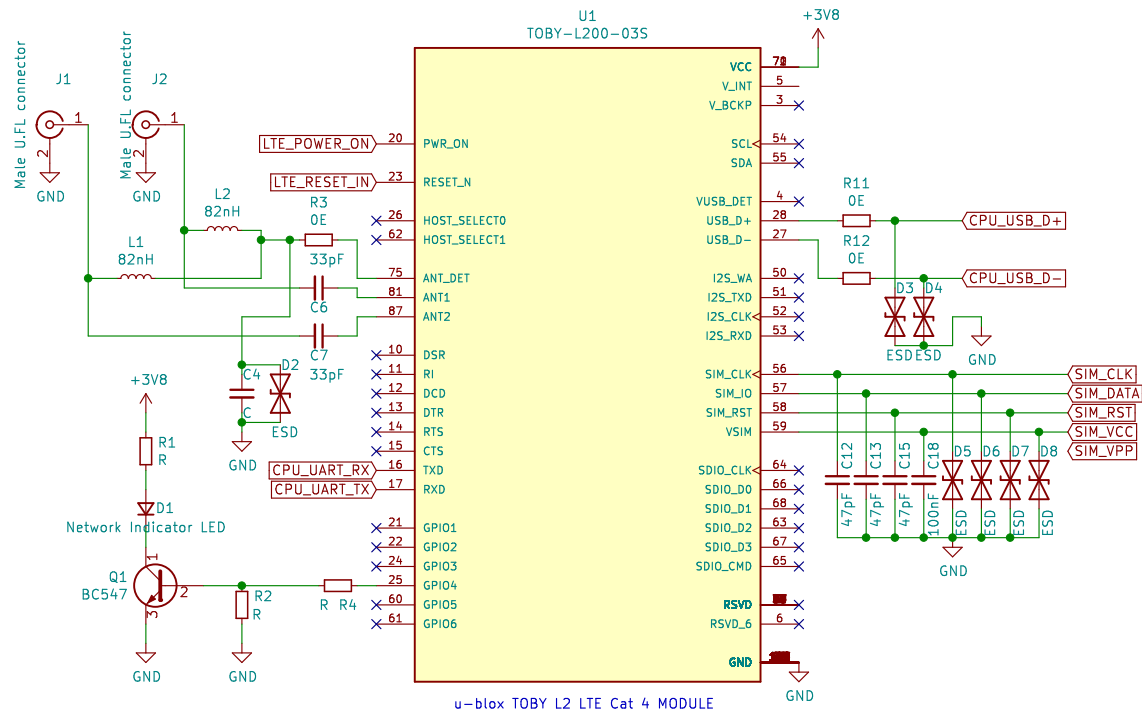 U1
TOBY-L200-03S
+3V8
J1
J2
Male U.FL connector
Male U.FL connector
1
1
2
2
GND
GND
L2
82nH
L1
82nH
R3
0E
33pF
C6
C7
33pF
C4
C
D2
ESD
GND
LTE_POWER_ON
20
PWR_ON
LTE_RESET_IN
23
RESET_N
26
HOST_SELECT0
62
HOST_SELECT1
75
ANT_DET
81
ANT1
87
ANT2
10
DSR
11
RI
12
DCD
13
DTR
14
RTS
15
CTS
CPU_UART_RX
16
TXD
CPU_UART_TX
17
RXD
21
GPIO1
22
GPIO2
24
GPIO3
25
GPIO4
60
GPIO5
61
GPIO6
+3V8
R1
R
D1
Network Indicator LED
1
Q1
BC547
2
3
R2
R
R R4
GND
GND
VCC
V_INT
5
V_BCKP
3
SCL
54
SDA
55
VUSB_DET
4
USB_D+
28
USB_D-
27
I2S_WA
50
I2S_TXD
51
I2S_CLK
52
I2S_RXD
53
SIM_CLK
56
SIM_IO
57
SIM_RST
58
VSIM
59
SDIO_CLK
64
SDIO_D0
66
SDIO_D1
68
SDIO_D2
63
SDIO_D3
67
SDIO_CMD
65
RSVD
RSVD_6
6
GND
GND
R11
0E
R12
0E
CPU_USB_D+
CPU_USB_D-
D3
D4
ESD
ESD
GND
SIM_CLK
SIM_DATA
SIM_RST
SIM_VCC
SIM_VPP
C12
C13
C15
C18
D5
D6
D7
D8
47pF
47pF
47pF
100nF
ESD
ESD
ESD
ESD
GND
u-blox TOBY L2 LTE Cat 4 MODULE